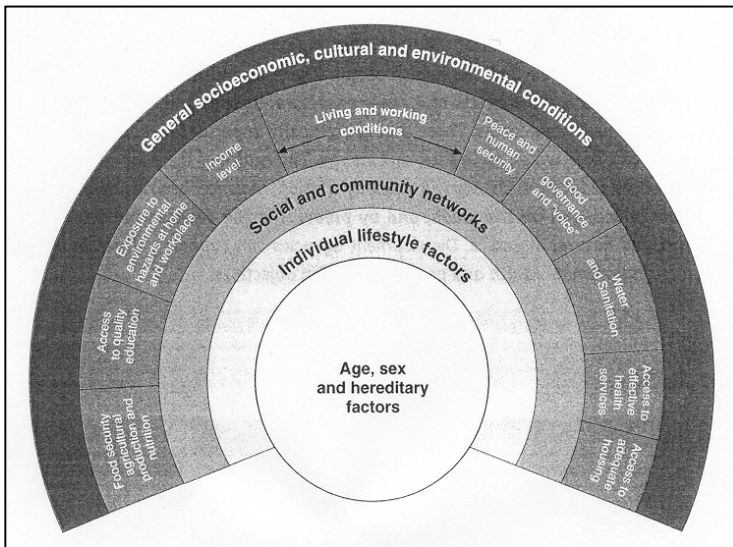 General socioeconomic, cultural and environmental conditions
Living and working
conditions
Food security
agricultural
production and
nutrition
Access
to quality
education
Exposure to
environmental
hazards at home
and workplace
Income
level
Peace and
human
security
Good
governance
and "voice"
Water
and Sanitation
Access to
effective
health
services
Access to
adequate
housing
Social and community networks
Individual lifestyle factors
Age, sex
and hereditary
factors